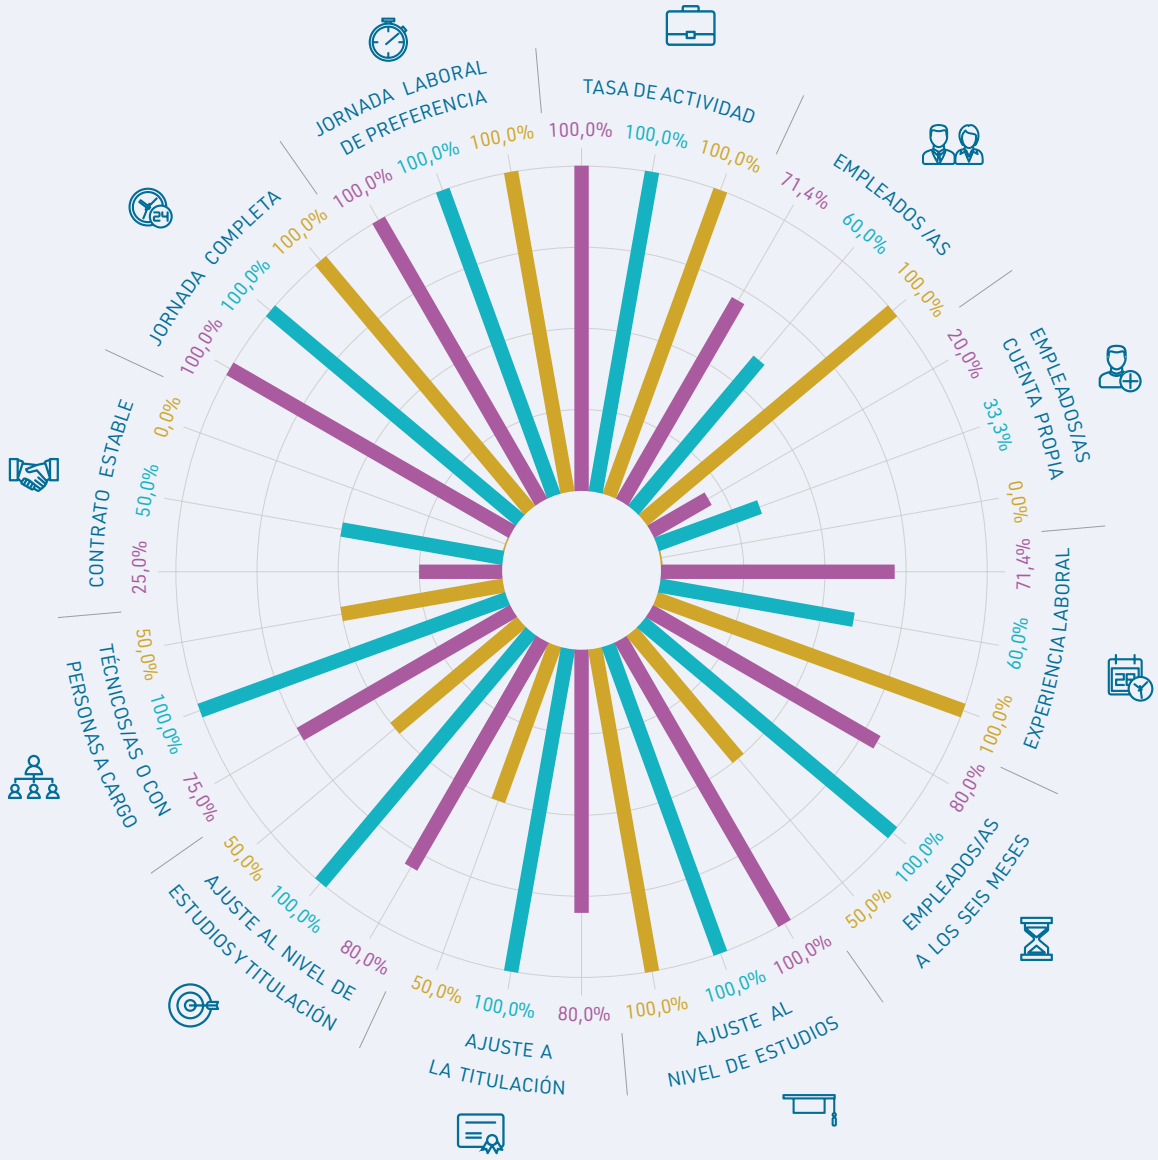 TASA DE ACTIVIDAD
100,0%
100,0%
100,0%
EMPLEADOS/AS
71,4%
60,0%
100,0%
EMPLEADOS/AS
CUENTA PROPIA
20,0%
33,3%
0,0%
EXPERIENCIA LABORAL
71,4%
60,0%
100,0%
28
EMPLEADOS/AS
A LOS SEIS MESES
80,0%
100,0%
50,0%
AJUSTE AL
NIVEL DE ESTUDIOS
100,0%
100,0%
100,0%
AJUSTE A
LA TITULACIÓN
80,0%
100,0%
50,0%
AJUSTE AL NIVEL DE
ESTUDIOS Y TITULACIÓN
80,0%
100,0%
50,0%
TÉCNICOS/AS O CON
PERSONAS A CARGO
75,0%
100,0%
50,0%
CONTRATO ESTABLE
25,0%
50,0%
0,0%
JORNADA COMPLETA
100,0%
100,0%
100,0%
24
JORNADA LABORAL
DE PREFERENCIA
100,0%
100,0%
100,0%